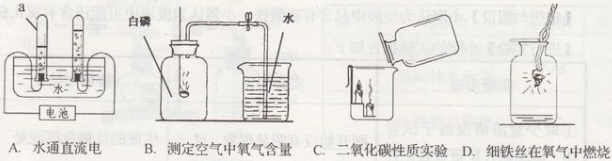 a
白磷
水
水
电池
A. 水通直流电 B. 测定空气中氧气含量 C. 二氧化碳性质实验 D. 细铁丝在氧气中燃烧